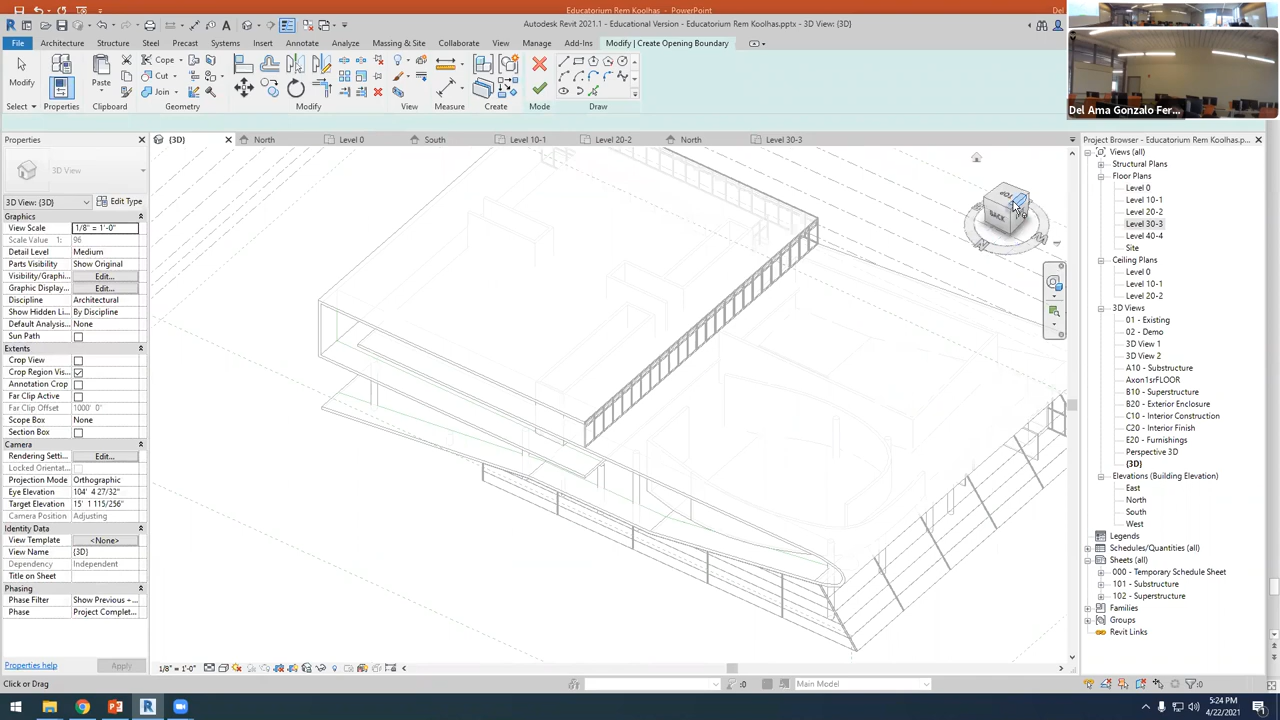 Educatorium Rem Koolhas - PowerPoint
Del
Autodesk Revit 2021.1 - Educational Version - Educatorium Rem Koolhas.pptx - 3D View: {3D}
File Architecture Structure Steel Precast Systems Insert Annotate Analyze Massing & Site Collaborate View Manage Add-Ins Modify | Create Opening Boundary
Modify
Properties
Paste
Cope
Cut
Join
Select
Properties
Clipboard
Geometry
Modify
View
Measure
Create
Mode
Draw
Del Ama Gonzalo Fer...
Properties
{3D}
North
Level 0
South
Level 10-1
Level 20-2
North
Level 30-3
Project Browser - Educatorium Rem Koolhas.p...
3D View
3D View: {3D}
Edit Type
Graphics
View Scale 1/8" = 1'-0"
Scale Value 1: 96
Detail Level Medium
Parts Visibility Show Original
Visibility/Graphi... Edit...
Graphic Display... Edit...
Discipline Architectural
Show Hidden Li... By Discipline
Default Analysi... None
Sun Path
Extents
Crop View
Crop Region Vis...
Annotation Crop
Far Clip Active
Far Clip Offset 1000' 0"
Scope Box None
Section Box
Camera
Rendering Setti... Edit...
Locked Orientat...
Projection Mode Orthographic
Eye Elevation 104' 4 27/32"
Target Elevation 15' 1 115/256"
Camera Position Adjusting
Identity Data
View Template <None>
View Name {3D}
Dependency Independent
Title on Sheet
Phasing
Phase Filter Show Previous + ...
Phase Project Complet...
Properties help
Apply
TOP
BACK
Views (all)
Structural Plans
Floor Plans
Level 0
Level 10-1
Level 20-2
Level 30-3
Level 40-4
Site
Ceiling Plans
Level 0
Level 10-1
Level 20-2
3D Views
01 - Existing
02 - Demo
3D View 1
3D View 2
A10 - Substructure
Axon1srFLOOR
B10 - Superstructure
B20 - Exterior Enclosure
C10 - Interior Construction
C20 - Interior Finish
E20 - Furnishings
Perspective 3D
{3D}
Elevations (Building Elevation)
East
North
South
West
Legends
Schedules/Quantities (all)
Sheets (all)
000 - Temporary Schedule Sheet
101 - Substructure
102 - Superstructure
Families
Groups
Revit Links
1/8" = 1'-0"
Click or Drag
:0
Main Model
:0
5:24 PM
4/22/2021